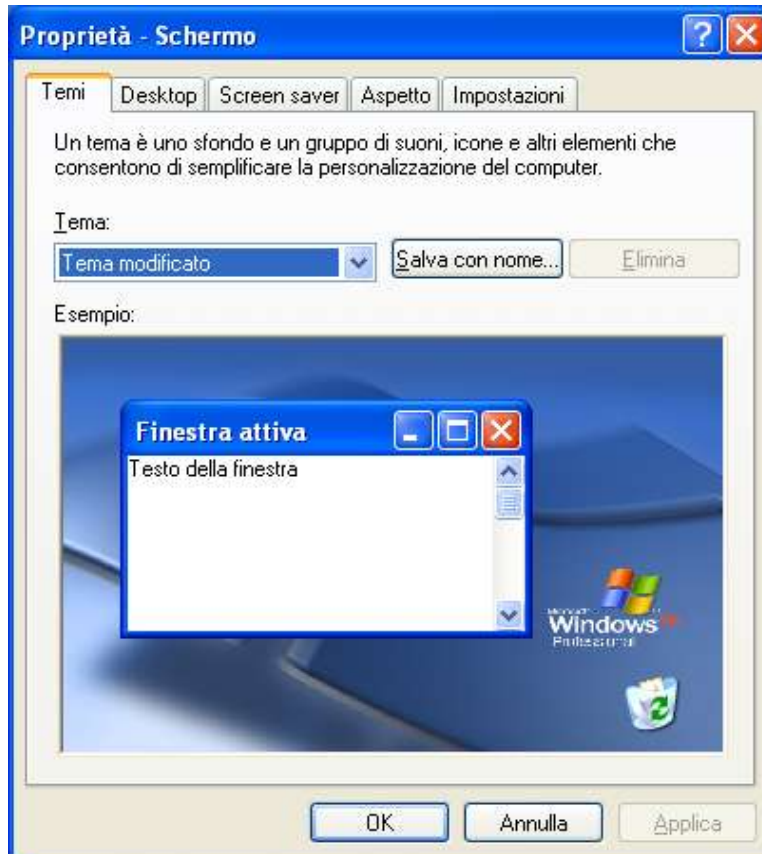 Proprietà - Schermo
Temi Desktop Screen saver Aspetto Impostazioni
Un tema è uno sfondo e un gruppo di suoni, icone e altri elementi che
consentono di semplificare la personalizzazione del computer.
Tema:
Tema modificato Salva con nome... Elimina
Esempio:
Finestra attiva
Testo della finestra
Microsoft
Windows xp
Professional
OK Annulla Applica